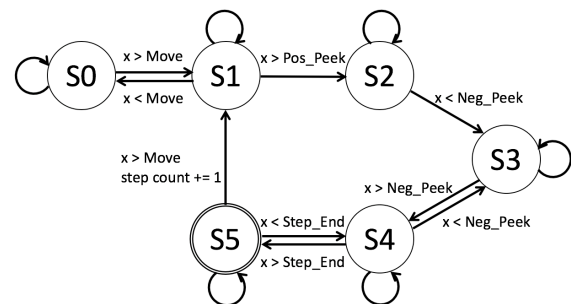 x > Move
x > Pos_Peek
S0
S1
S2
x < Move
x < Neg_Peek
S3
x > Move
step count += 1
x > Neg_Peek
x < Step_End
x < Neg_Peek
S5
S4
x > Step_End